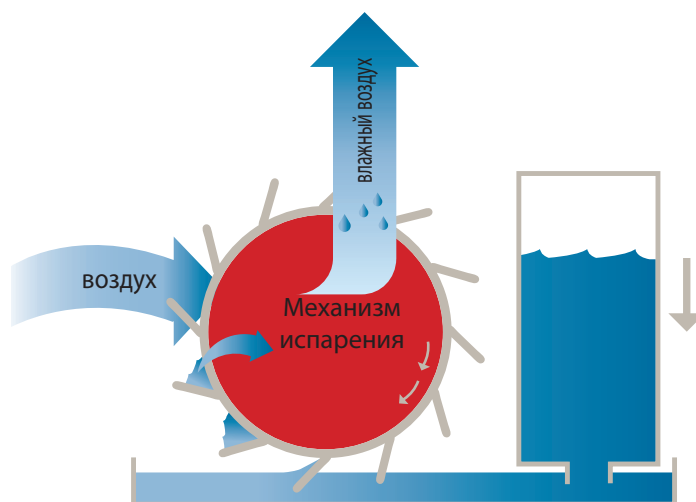 влажный воздух
воздух
Механизм
испарения